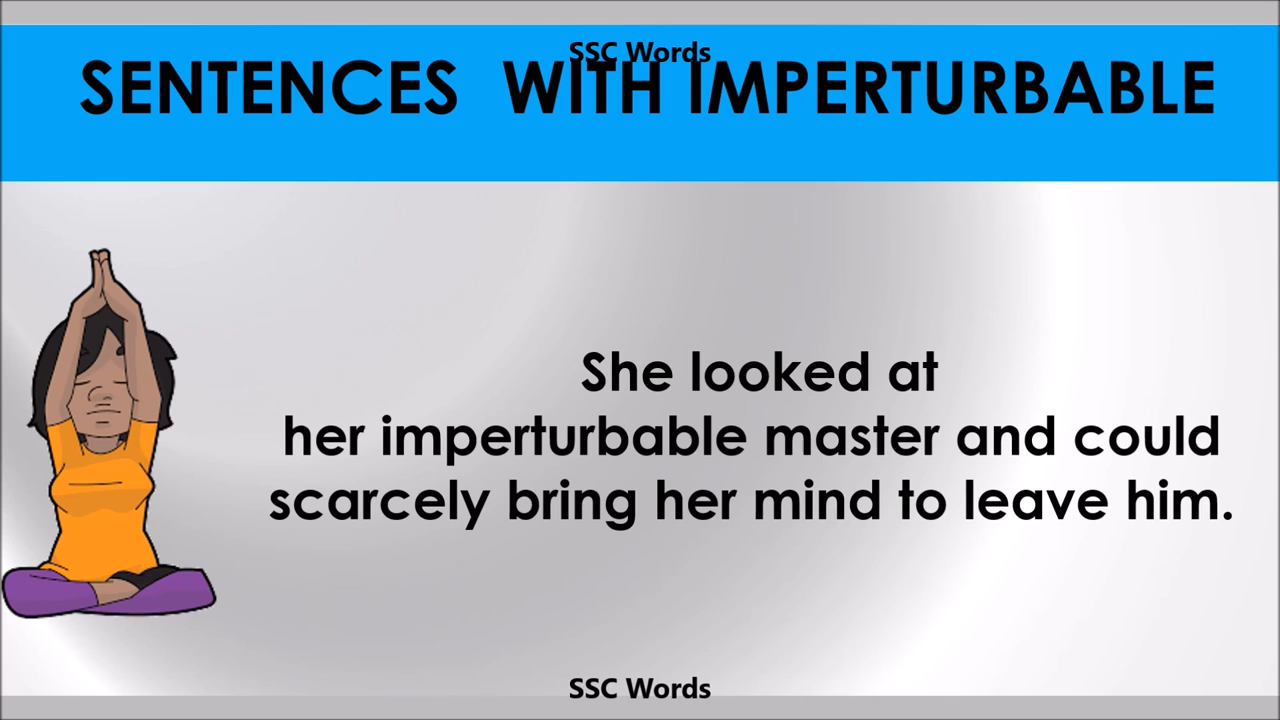 SSC Words
SENTENCES WITH IMPERTURBABLE
She looked at
her imperturbable master and could
scarcely bring her mind to leave him.
SSC Words